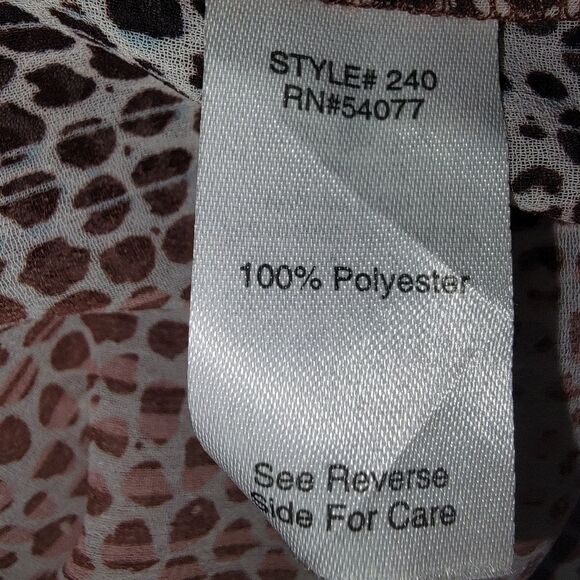 STYLE# 240
RN#54077
100% Polyester
See Reverse
Side For Care